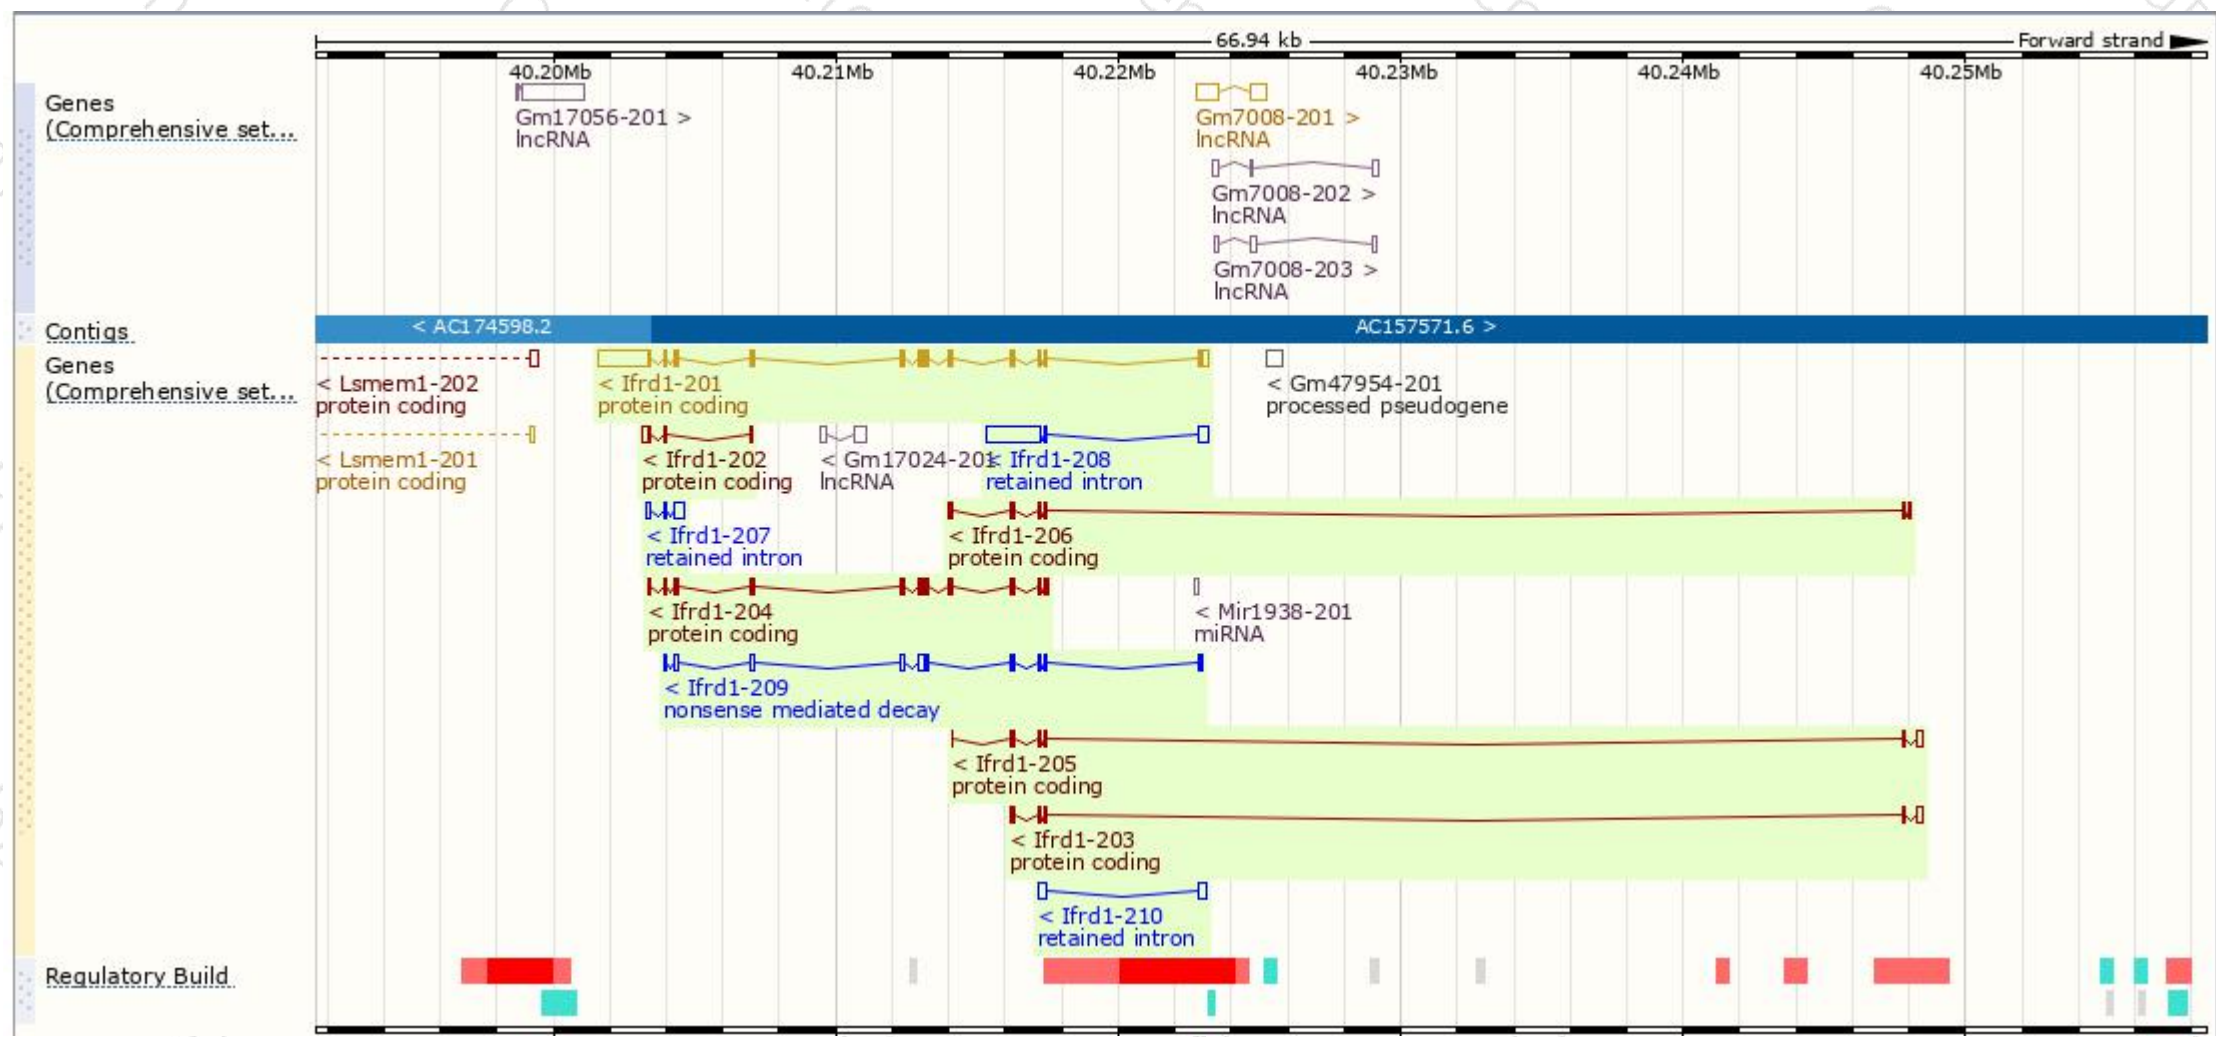 66.94 kb
Forward strand
40.20Mb 40.21Mb 40.22Mb 40.23Mb 40.24Mb 40.25Mb
Genes
(Comprehensive set...
Gm17056-201 >
lncRNA
Gm7008-201 >
lncRNA
Gm7008-202 >
lncRNA
Gm7008-203 >
lncRNA
Contigs
< AC174598.2
AC157571.6 >
Genes
(Comprehensive set...
< Lsmem1-202
protein coding
< Ifrd1-201
protein coding
< Gm47954-201
processed pseudogene
< Lsmem1-201
protein coding
< Ifrd1-202
protein coding
< Gm17024-201
lncRNA
< Ifrd1-208
retained intron
< Ifrd1-207
retained intron
< Ifrd1-206
protein coding
< Ifrd1-204
protein coding
< Mir1938-201
miRNA
< Ifrd1-209
nonsense mediated decay
< Ifrd1-205
protein coding
< Ifrd1-203
protein coding
< Ifrd1-210
retained intron
Regulatory Build